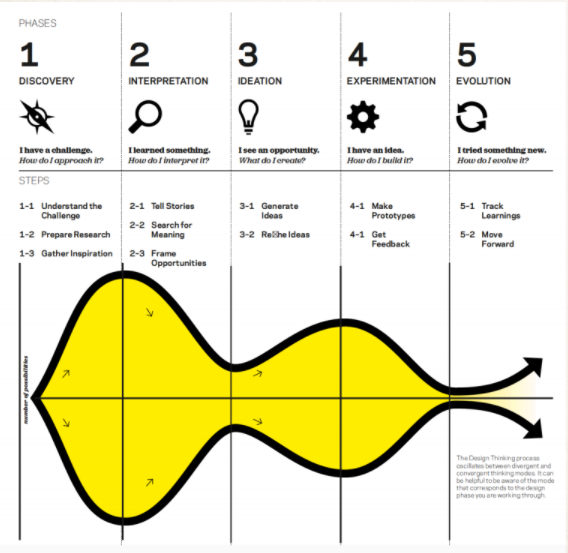 PHASES
1
DISCOVERY
I have a challenge.
How do I approach it?
2
INTERPRETATION
I learned something.
How do I interpret it?
3
IDEATION
I see an opportunity.
What do I create?
4
EXPERIMENTATION
I have an idea.
How do I build it?
5
EVOLUTION
I tried something new.
How do I evolve it?
STEPS
1-1 Understand the
Challenge
1-2 Prepare Research
1-3 Gather Inspiration
2-1 Tell Stories
2-2 Search for
Meaning
2-3 Frame
Opportunities
3-1 Generate
Ideas
3-2 Re☒ne Ideas
4-1 Make
Prototypes
4-1 Get
Feedback
5-1 Track
Learnings
5-2 Move
Forward
number of possibilities
The Design Thinking process
oscillates between divergent and
convergent thinking modes. It can
be helpful to be aware of the mode
that corresponds to the design
phase you are working through.